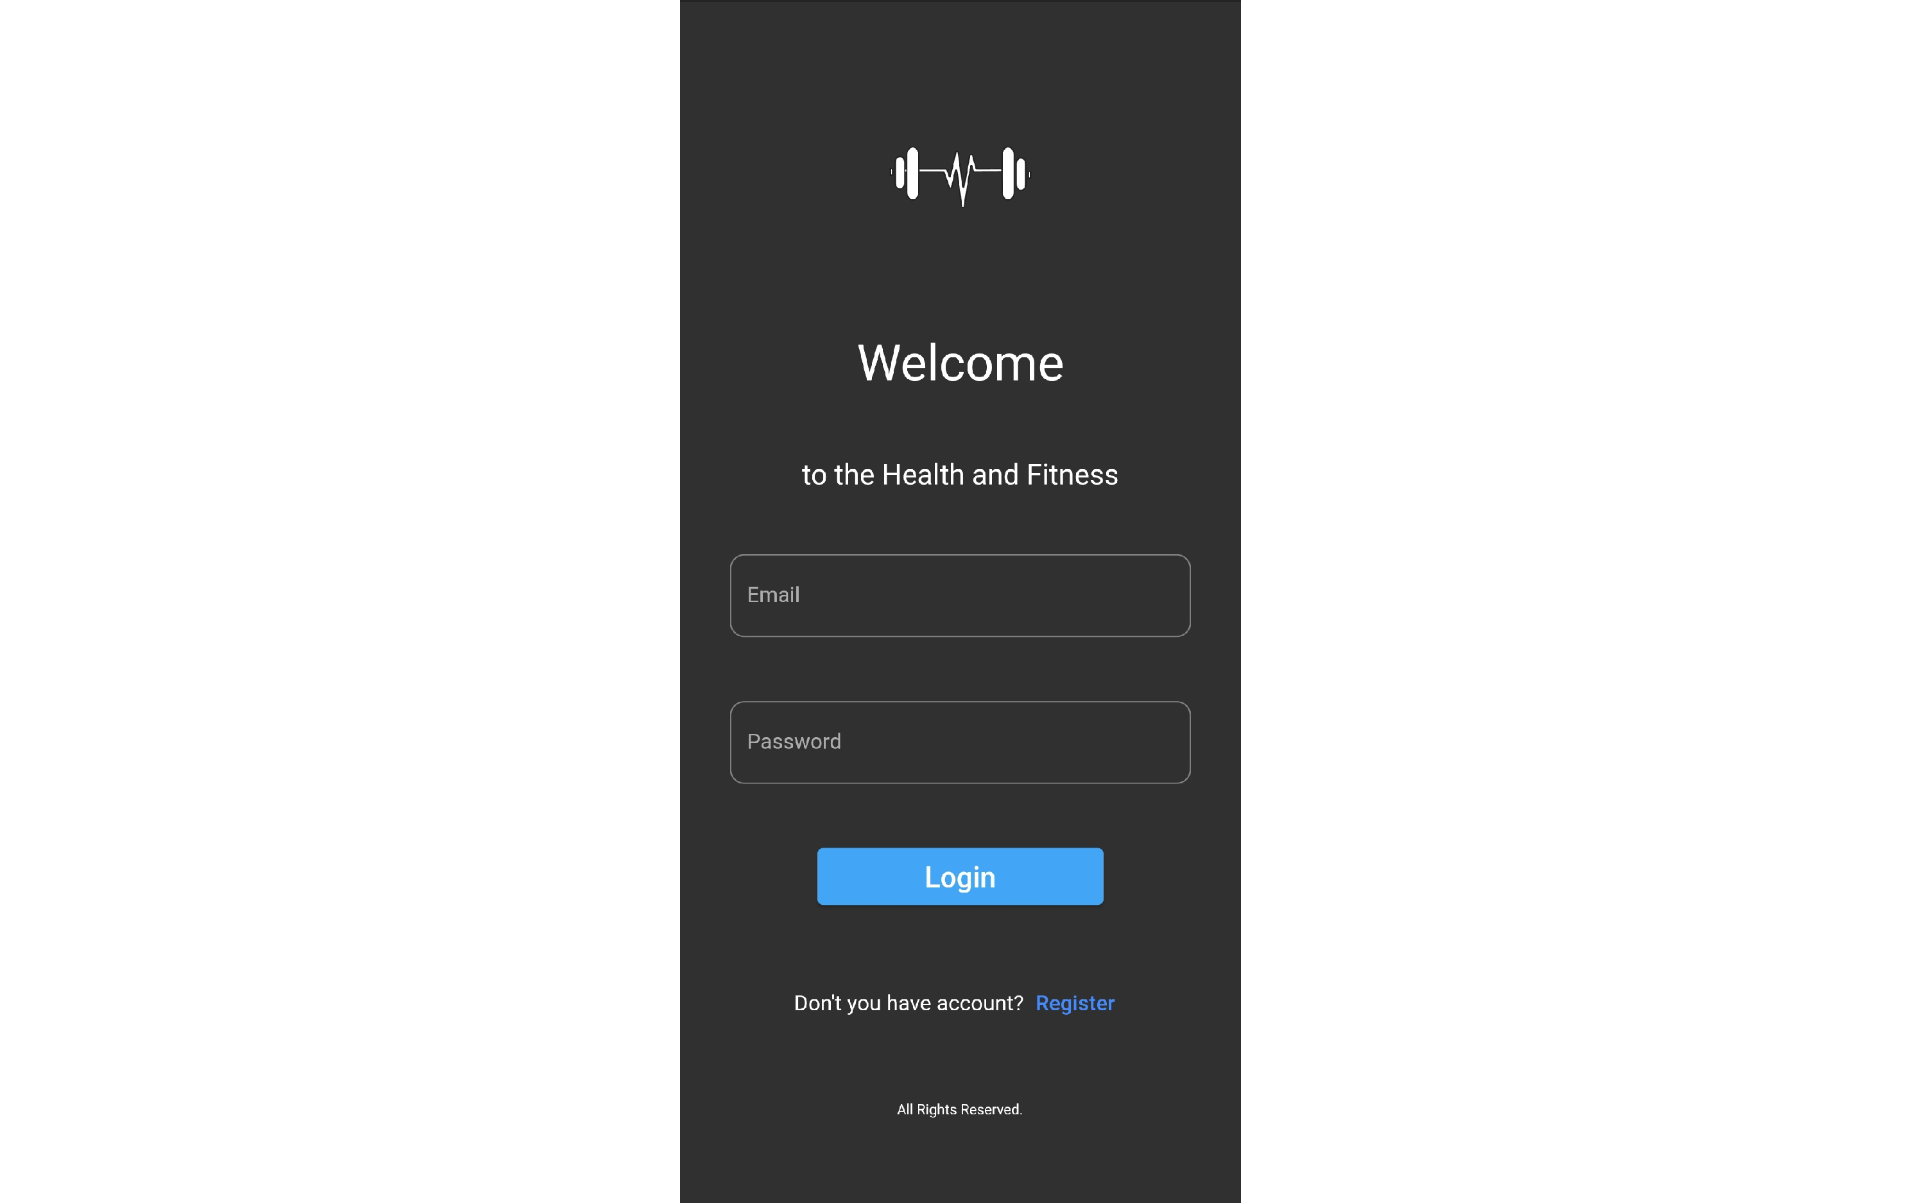 Welcome
to the Health and Fitness
Email
Password
Login
Don't you have account? Register
All Rights Reserved.